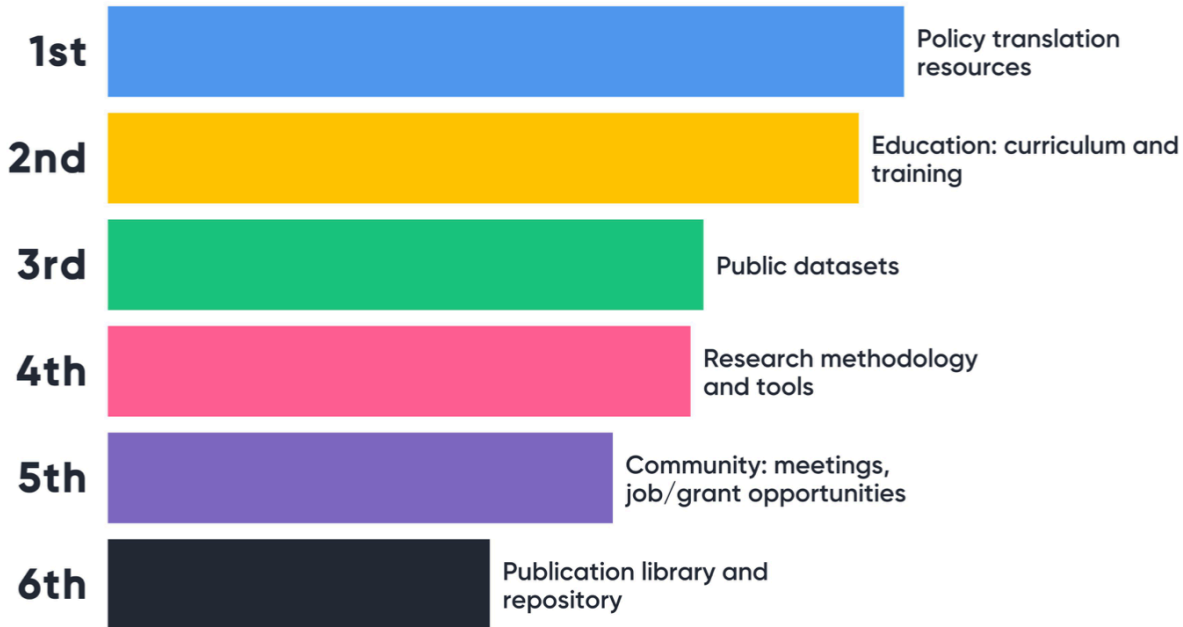 1st
Policy translation
resources
2nd
Education: curriculum and
training
3rd
Public datasets
4th
Research methodology
and tools
5th
Community: meetings,
job/grant opportunities
6th
Publication library and
repository